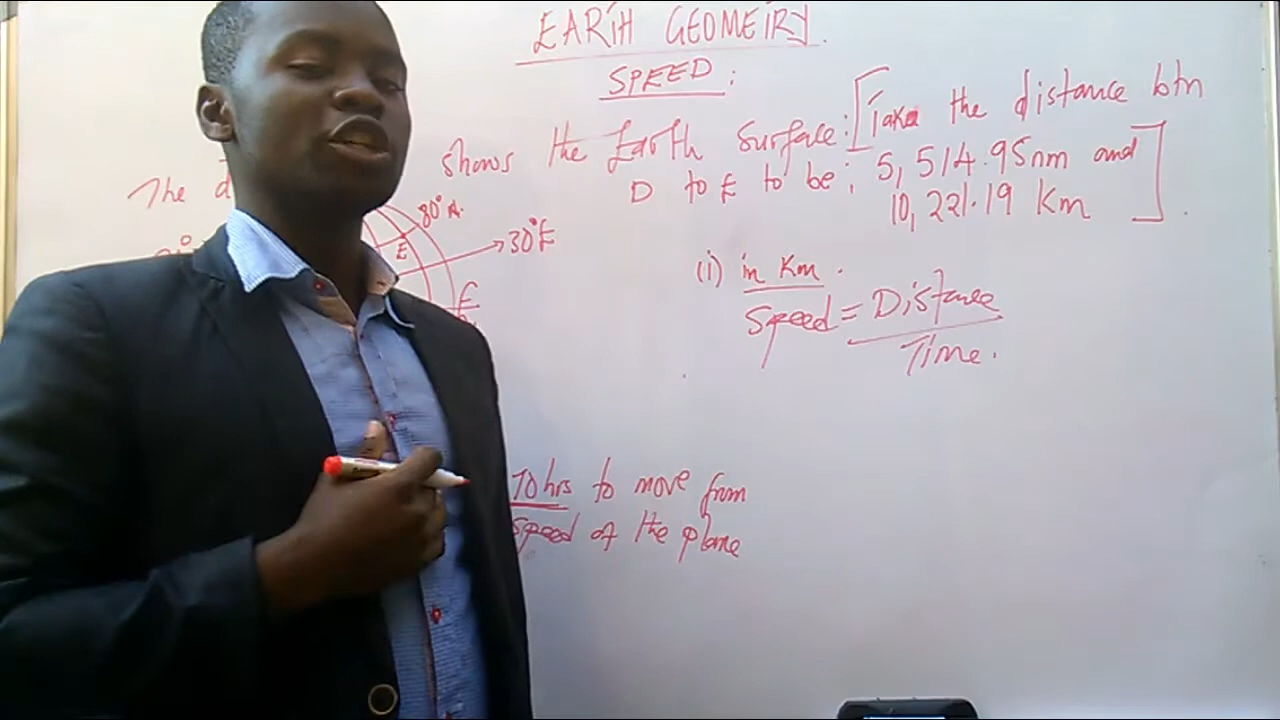 EARTH GEOMETRY.
SPEED:
The d
shows the Earth Surface: [Take the distance btn
D to E to be; 5,514.95nm and
10,221.19 Km ].
80°N.
E
30°E
(i) in Km.
Speed = Distance
Time.
10hrs to move from
Speed of the plane